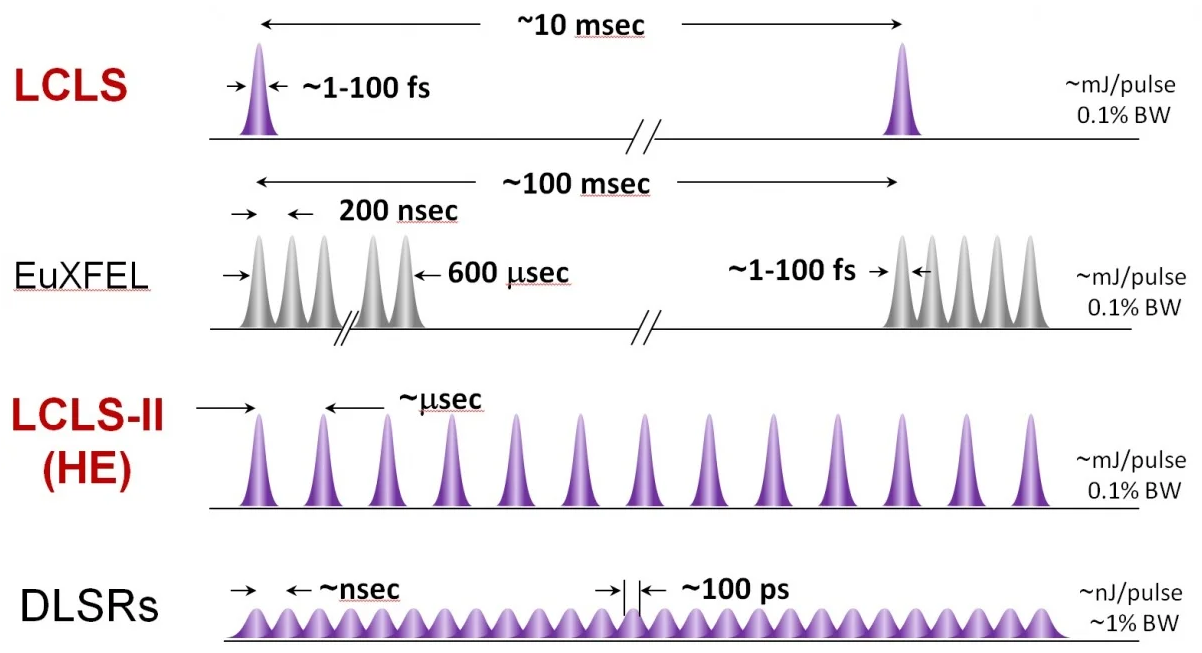 ~10 msec
LCLS
~1-100 fs
~mJ/pulse
0.1% BW
~100 msec
200 nsec
EuXFEL
600 μsec
~1-100 fs
~mJ/pulse
0.1% BW
LCLS-II
(HE)
~μsec
~mJ/pulse
0.1% BW
DLSRs
~nsec
~100 ps
~nJ/pulse
~1% BW